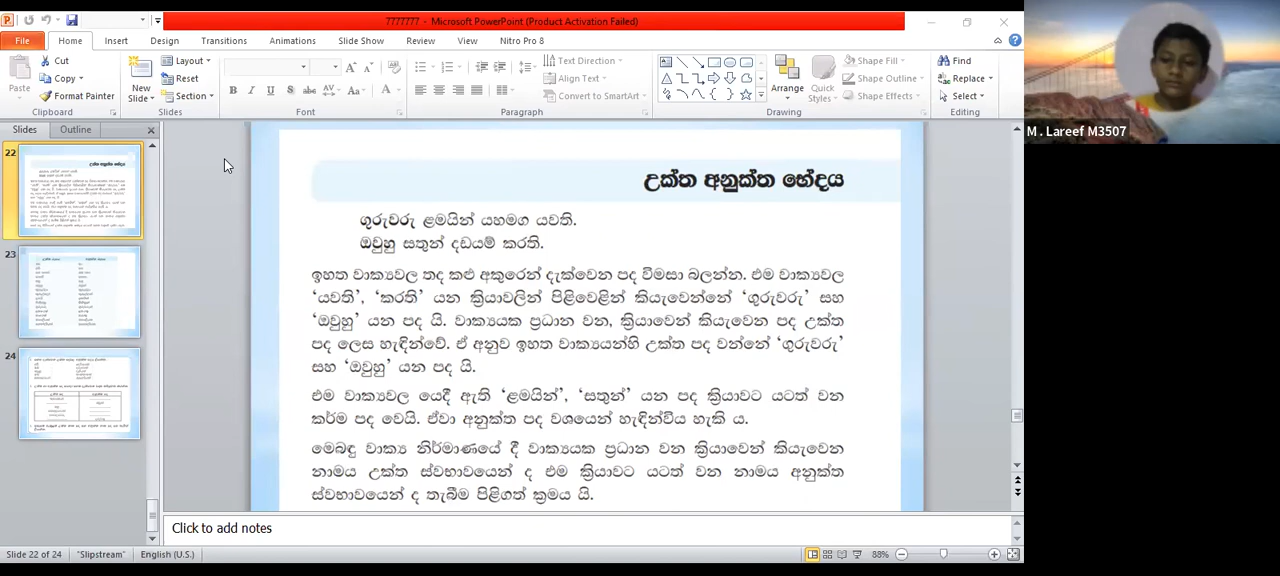 7777777 - Microsoft PowerPoint (Product Activation Failed)
File Home Insert Design Transitions Animations Slide Show Review View Nitro Pro 8
Cut
Copy
Format Painter
Paste
Clipboard
New
Slide
Layout
Reset
Section
Slides
B I U S abc AV Aa A
Font
Text Direction
Align Text
Convert to SmartArt
Paragraph
Arrange
Quick
Styles
Shape Fill
Shape Outline
Shape Effects
Drawing
Find
Replace
Select
Editing
M . Lareef M3507
Slides Outline
22
23
24
උක්ත අනුක්ත භේදය
ගුරුවරු ළමයින් යහමග යවති.
ඔවුහු සතුන් දඩයම් කරති.
ඉහත වාක්‍යවල තද කළු අකුරෙන් දැක්වෙන පද විමසා බලන්න. එම වාක්‍යවල
‘යවති’, ‘කරති’ යන ක්‍රියාවලින් පිළිවෙළින් කියැවෙන්නේ ‘ගුරුවරු’ සහ
‘ඔවුහු’ යන පද යි. වාක්‍යයක ප්‍රධාන වන, ක්‍රියාවෙන් කියැවෙන පද උක්ත
පද ලෙස හැඳින්වේ. ඒ අනුව ඉහත වාක්‍යයන්හි උක්ත පද වන්නේ ‘ගුරුවරු’
සහ ‘ඔවුහු’ යන පද යි.
එම වාක්‍යවල යෙදී ඇති ‘ළමයින්’, ‘සතුන්’ යන පද ක්‍රියාවට යටත් වන
කර්ම පද වෙයි. ඒවා අනුක්ත පද වශයෙන් හැඳින්විය හැකි ය.
මෙබඳු වාක්‍ය නිර්මාණයේ දී වාක්‍යයක ප්‍රධාන වන ක්‍රියාවෙන් කියැවෙන
නාමය උක්ත ස්වභාවයෙන් ද එම ක්‍රියාවට යටත් වන නාමය අනුක්ත
ස්වභාවයෙන් ද තැබීම පිළිගත් ක්‍රමය යි.
Click to add notes
Slide 22 of 24 "Slipstream" English (U.S.) 88%